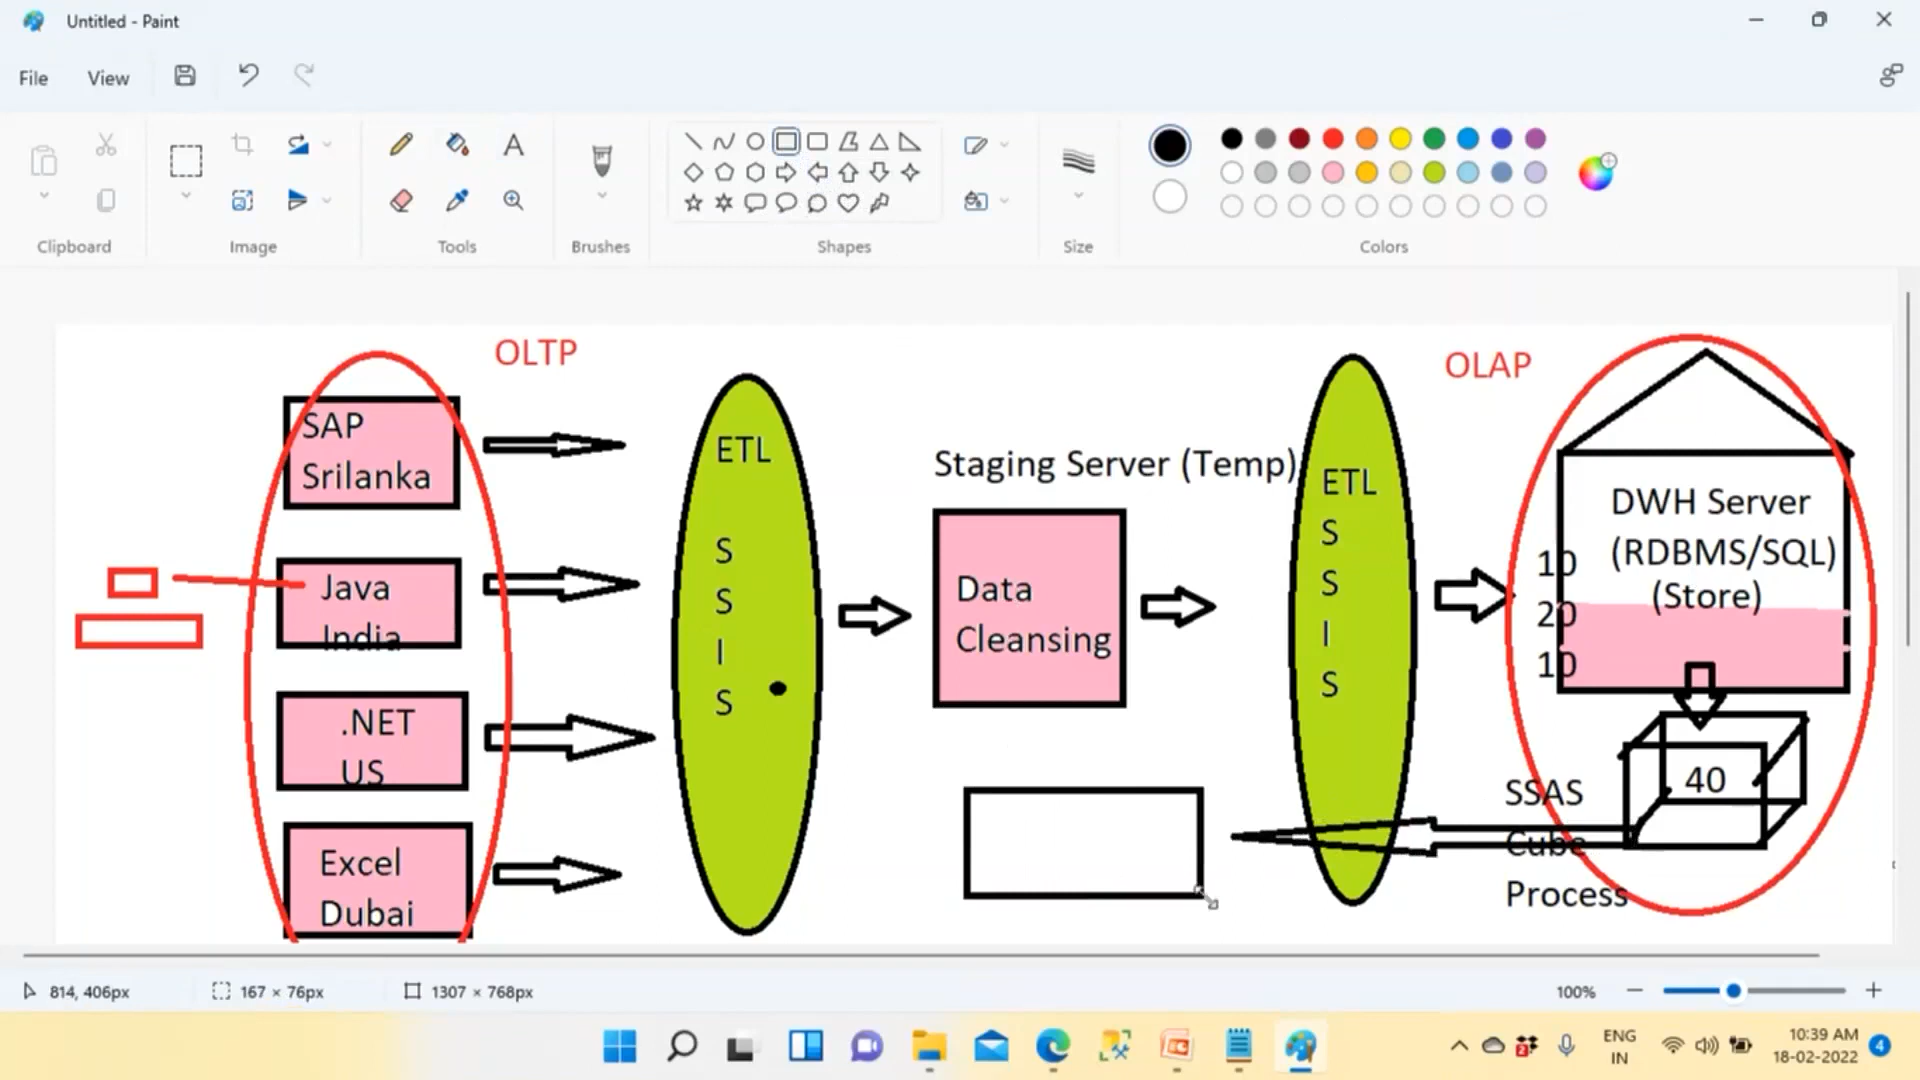 Untitled - Paint
File
View
Clipboard
Image
Tools
Brushes
Shapes
Size
Colors
OLTP
OLAP
SAP
Srilanka
Java
India
.NET
US
Excel
Dubai
ETL
S
S
I
S
Staging Server (Temp)
Data
Cleansing
ETL
S
S
I
S
DWH Server
(RDBMS/SQL)
(Store)
10
20
10
40
SSAS
Cube
Process
814, 406px
167 × 76px
1307 × 768px
100%
2
ENG
IN
10:39 AM
18-02-2022
4